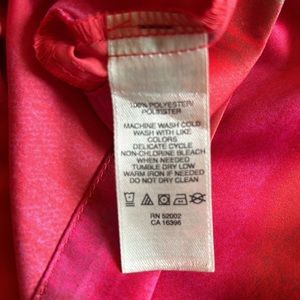 100% POLYESTER/
POLIESTER
MACHINE WASH COLD
WASH WITH LIKE
COLORS
DELICATE CYCLE
NON-CHLORINE BLEACH
WHEN NEEDED
TUMBLE DRY LOW
WARM IRON IF NEEDED
DO NOT DRY CLEAN
RN 52002
CA 16396